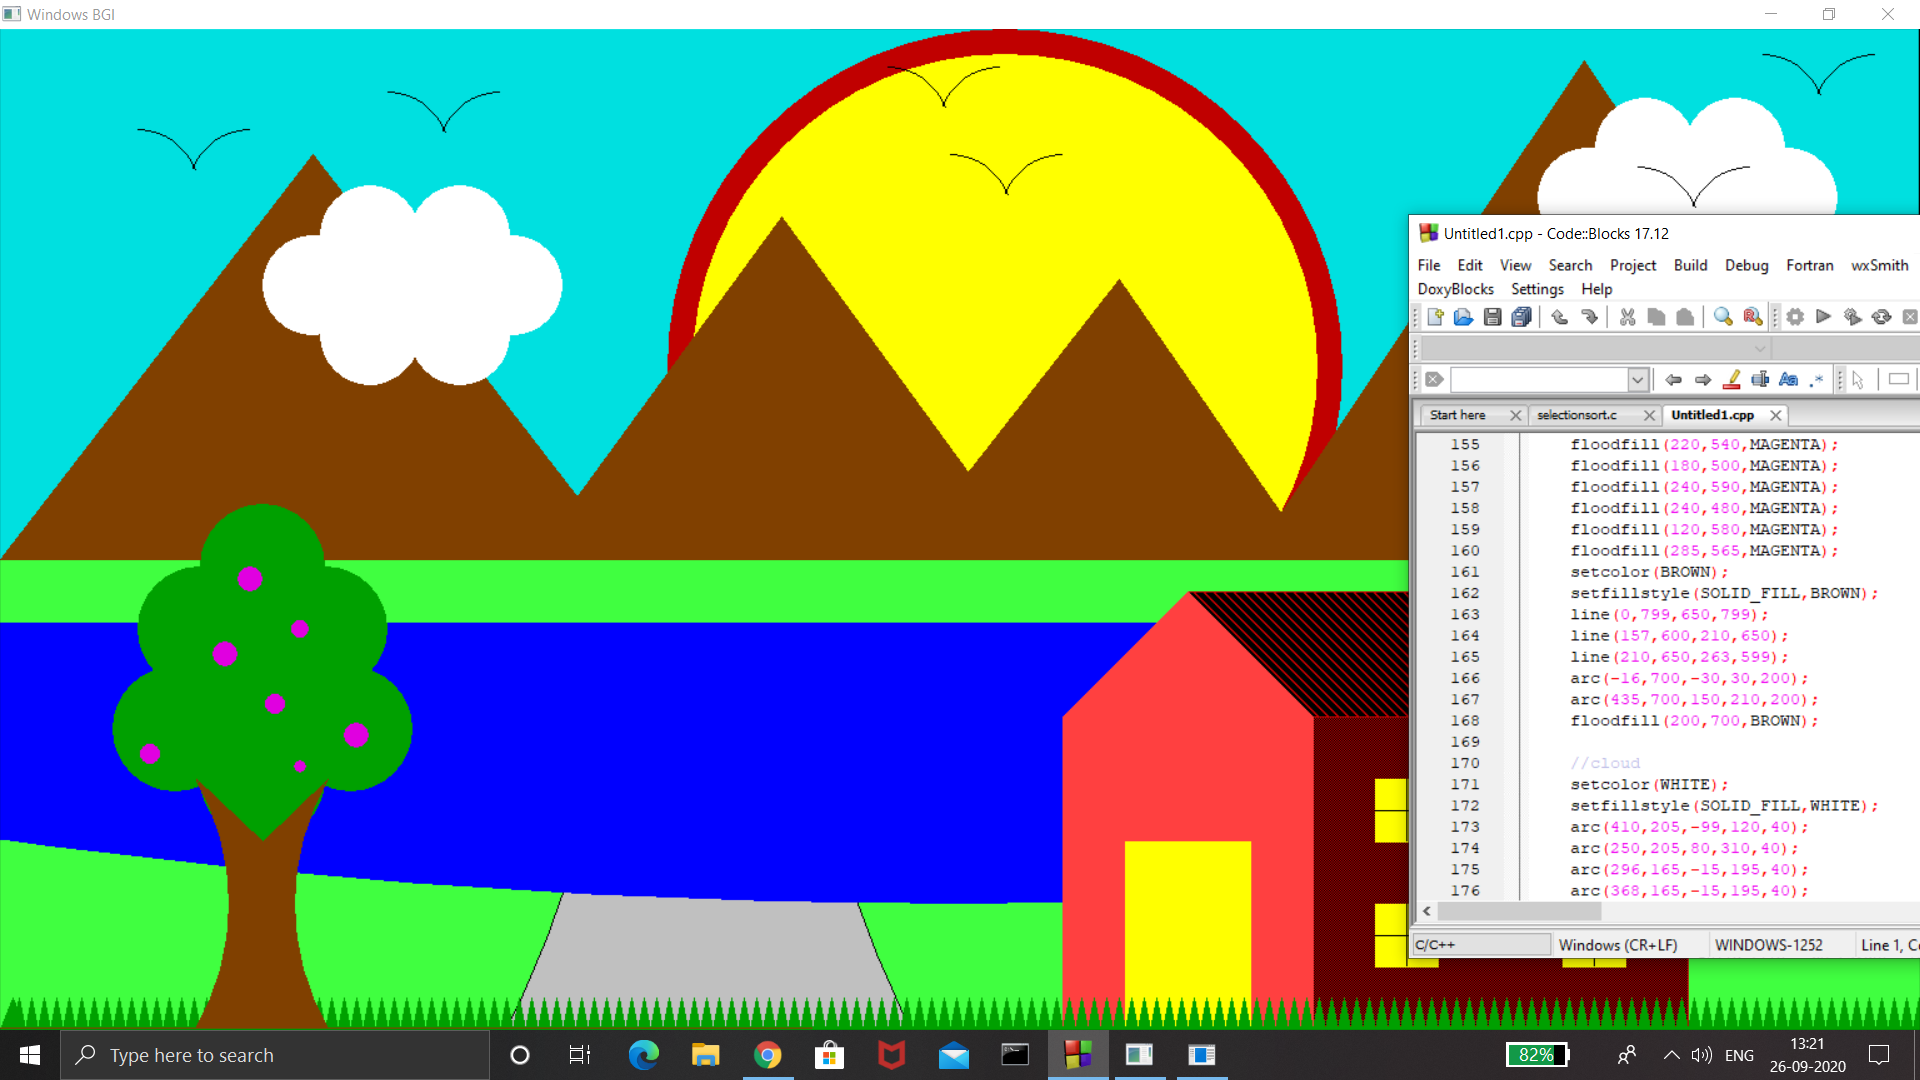 Windows BGI
Untitled1.cpp - Code::Blocks 17.12
File Edit View Search Project Build Debug Fortran wxSmith
DoxyBlocks Settings Help
Start here selectionsort.c Untitled1.cpp
155 floodfill(220,540,MAGENTA);
156 floodfill(180,500,MAGENTA);
157 floodfill(240,590,MAGENTA);
158 floodfill(240,480,MAGENTA);
159 floodfill(120,580,MAGENTA);
160 floodfill(285,565,MAGENTA);
161 setcolor(BROWN);
162 setfillstyle(SOLID_FILL,BROWN);
163 line(0,799,650,799);
164 line(157,600,210,650);
165 line(210,650,263,599);
166 arc(-16,700,-30,30,200);
167 arc(435,700,150,210,200);
168 floodfill(200,700,BROWN);
169
170 //cloud
171 setcolor(WHITE);
172 setfillstyle(SOLID_FILL,WHITE);
173 arc(410,205,-99,120,40);
174 arc(250,205,80,310,40);
175 arc(296,165,-15,195,40);
176 arc(368,165,-15,195,40);
C/C++ Windows (CR+LF) WINDOWS-1252 Line 1, C
Type here to search
82%
ENG
13:21
26-09-2020